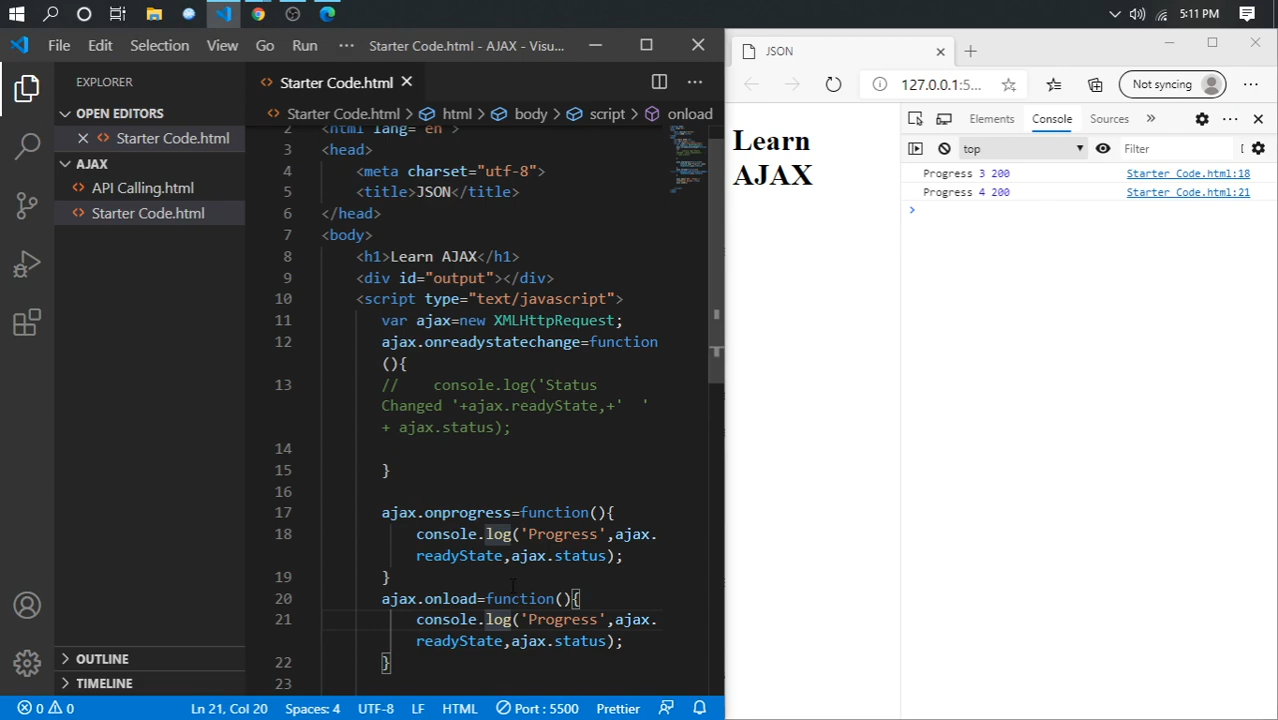 5:11 PM
File Edit Selection View Go Run ··· Starter Code.html - AJAX - Visu...
EXPLORER
OPEN EDITORS
Starter Code.html
AJAX
API Calling.html
Starter Code.html
OUTLINE
TIMELINE
Starter Code.html
Starter Code.html > html > body > script > onload
2 <html lang="en">
3 <head>
4 <meta charset="utf-8">
5 <title>JSON</title>
6 </head>
7 <body>
8 <h1>Learn AJAX</h1>
9 <div id="output"></div>
10 <script type="text/javascript">
11 var ajax=new XMLHttpRequest;
12 ajax.onreadystatechange=function
(){
13 // console.log('Status
Changed '+ajax.readyState,+' '
+ ajax.status);
14
15 }
16
17 ajax.onprogress=function(){
18 console.log('Progress',ajax.
readyState,ajax.status);
19 }
20 ajax.onload=function(){
21 console.log('Progress',ajax.
readyState,ajax.status);
22 }
23
0 0 Ln 21, Col 20 Spaces: 4 UTF-8 LF HTML Port : 5500 Prettier
JSON
127.0.0.1:5... Not syncing
Learn
AJAX
Elements Console Sources
top Filter
Progress 3 200 Starter Code.html:18
Progress 4 200 Starter Code.html:21